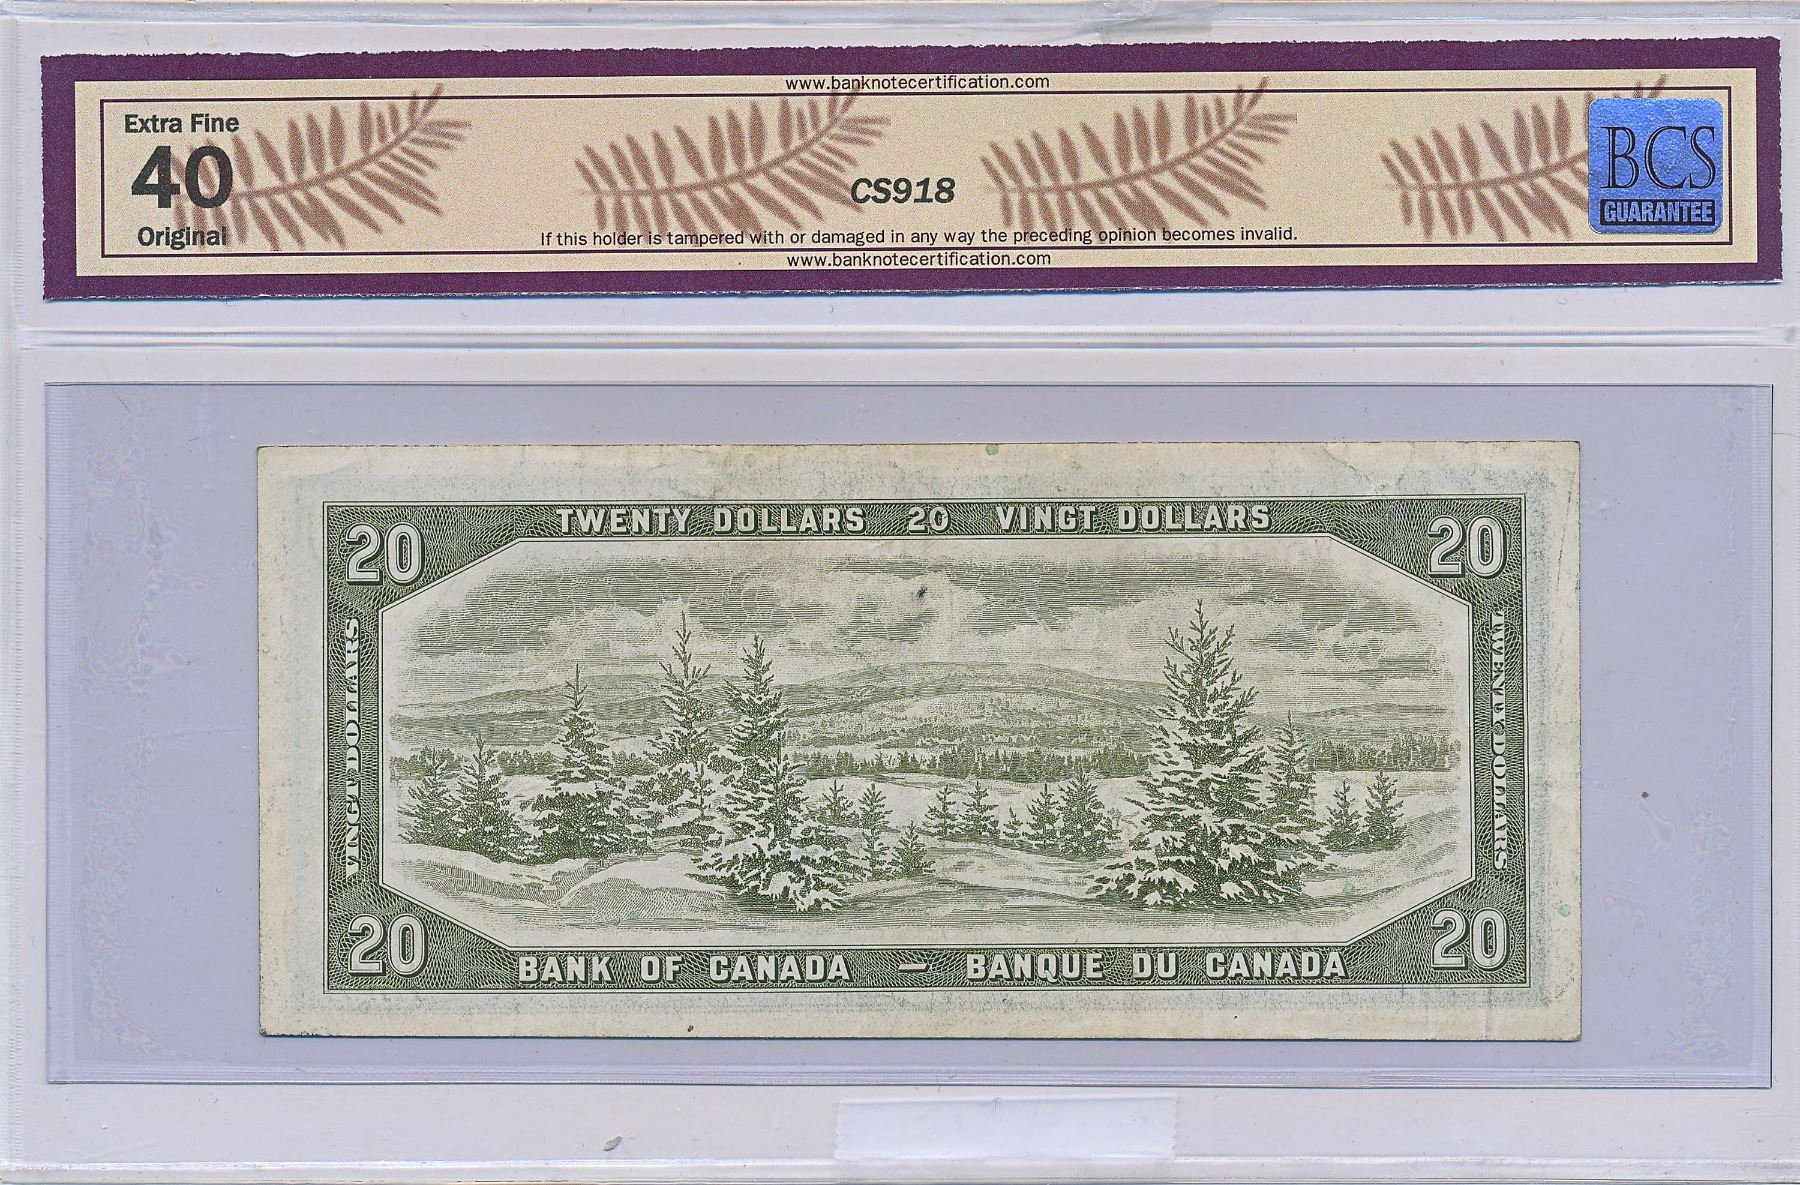 www.banknotecertification.com
Extra Fine
40
Original
CS918
BCS
GUARANTEE
If this holder is tampered with or damaged in any way the preceding opinion becomes invalid.
www.banknotecertification.com
TWENTY DOLLARS 20 VINGT DOLLARS
20
20
VINGT DOLLARS
TWENTY DOLLARS
20
20
BANK OF CANADA — BANQUE DU CANADA